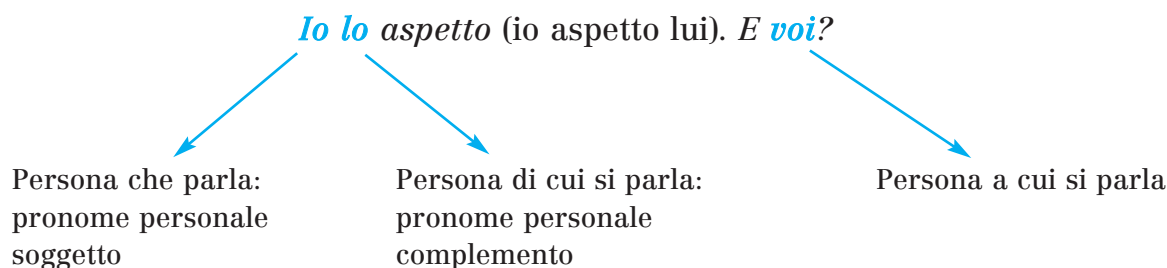 Io lo aspetto (io aspetto lui). E voi?
Persona che parla:
pronome personale
soggetto
Persona di cui si parla:
pronome personale
complemento
Persona a cui si parla